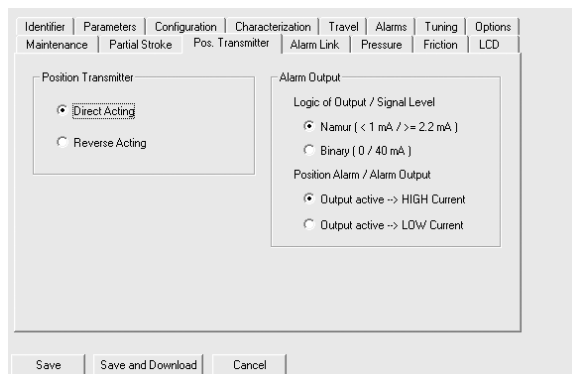 Identifier Parameters Configuration Characterization Travel Alarms Tuning Options
Maintenance Partial Stroke Pos. Transmitter Alarm Link Pressure Friction LCD
Position Transmitter
Direct Acting
Reverse Acting
Alarm Output
Logic of Output / Signal Level
Namur ( < 1 mA / >= 2.2 mA )
Binary ( 0 / 40 mA )
Position Alarm / Alarm Output
Output active --> HIGH Current
Output active --> LOW Current
Save Save and Download Cancel